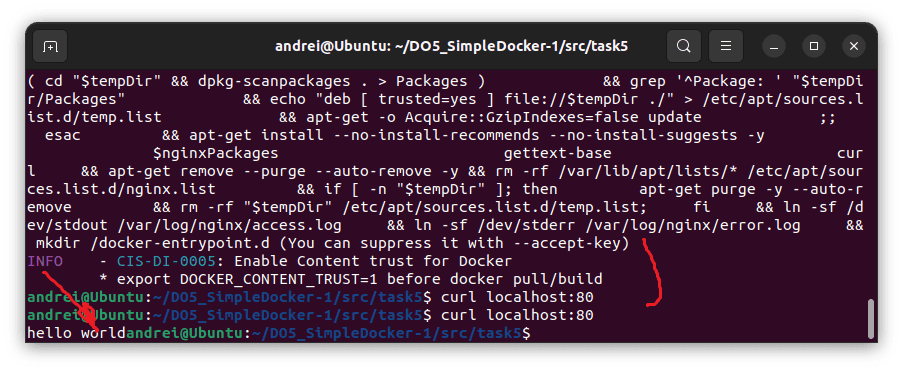 andrei@Ubuntu: ~/DO5_SimpleDocker-1/src/task5
( cd "$tempDir" && dpkg-scanpackages . > Packages ) && grep '^Package: ' "$tempDi
r/Packages" && echo "deb [ trusted=yes ] file://$tempDir ./" > /etc/apt/sources.l
ist.d/temp.list && apt-get -o Acquire::GzipIndexes=false update ;;
esac && apt-get install --no-install-recommends --no-install-suggests -y
$nginxPackages gettext-base cur
l && apt-get remove --purge --auto-remove -y && rm -rf /var/lib/apt/lists/* /etc/apt/sour
ces.list.d/nginx.list && if [ -n "$tempDir" ]; then apt-get purge -y --auto-r
emove && rm -rf "$tempDir" /etc/apt/sources.list.d/temp.list; fi && ln -sf /d
ev/stdout /var/log/nginx/access.log && ln -sf /dev/stderr /var/log/nginx/error.log &&
mkdir /docker-entrypoint.d (You can suppress it with --accept-key)
INFO - CIS-DI-0005: Enable Content trust for Docker
* export DOCKER_CONTENT_TRUST=1 before docker pull/build
andrei@Ubuntu:~/DO5_SimpleDocker-1/src/task5$ curl localhost:80
andrei@Ubuntu:~/DO5_SimpleDocker-1/src/task5$ curl localhost:80
hello worldandrei@Ubuntu:~/DO5_SimpleDocker-1/src/task5$